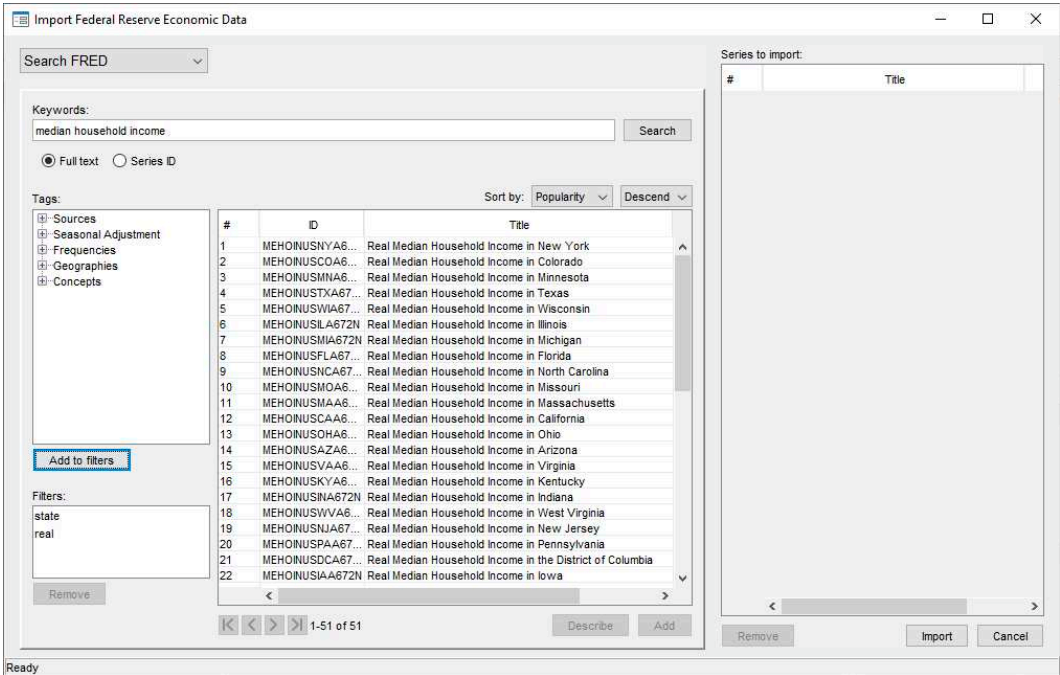 Import Federal Reserve Economic Data
Search FRED
Series to import:
# Title
Keywords:
median household income
Search
Full text Series ID
Tags:
Sort by: Popularity Descend
Sources
Seasonal Adjustment
Frequencies
Geographies
Concepts
# ID Title
1 MEHOINUSNYA6... Real Median Household Income in New York
2 MEHOINUSCOA6... Real Median Household Income in Colorado
3 MEHOINUSMNA6... Real Median Household Income in Minnesota
4 MEHOINUSTXA67... Real Median Household Income in Texas
5 MEHOINUSWIA67... Real Median Household Income in Wisconsin
6 MEHOINUSILA672N Real Median Household Income in Illinois
7 MEHOINUSMIA672N Real Median Household Income in Michigan
8 MEHOINUSFLA67... Real Median Household Income in Florida
9 MEHOINUSNCA67... Real Median Household Income in North Carolina
10 MEHOINUSMOA6... Real Median Household Income in Missouri
11 MEHOINUSMAA6... Real Median Household Income in Massachusetts
12 MEHOINUSCAA6... Real Median Household Income in California
13 MEHOINUSOHA6... Real Median Household Income in Ohio
14 MEHOINUSAZA6... Real Median Household Income in Arizona
15 MEHOINUSVAA6... Real Median Household Income in Virginia
16 MEHOINUSKYA6... Real Median Household Income in Kentucky
17 MEHOINUSINA672N Real Median Household Income in Indiana
18 MEHOINUSWVA6... Real Median Household Income in West Virginia
19 MEHOINUSNJA67... Real Median Household Income in New Jersey
20 MEHOINUSPAA67... Real Median Household Income in Pennsylvania
21 MEHOINUSDCA67... Real Median Household Income in the District of Columbia
22 MEHOINUSIAA672N Real Median Household Income in Iowa
Add to filters
Filters:
state
real
Remove
1-51 of 51
Describe Add
Remove Import Cancel
Ready